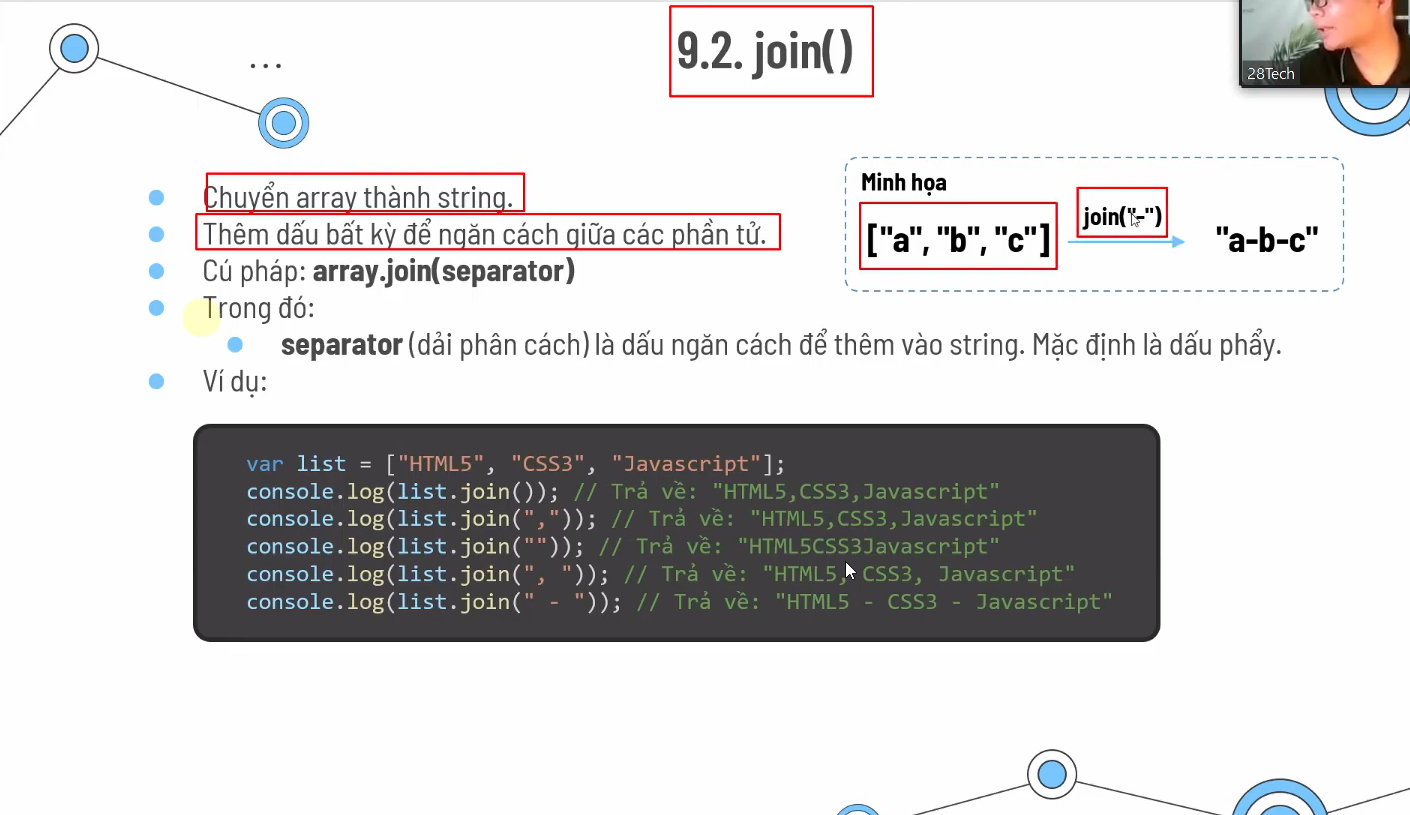 ...
9.2. join()
28Tech
Chuyển array thành string.
Thêm dấu bất kỳ để ngăn cách giữa các phần tử.
Cú pháp: array.join(separator)
Trong đó:
separator (dải phân cách) là dấu ngăn cách để thêm vào string. Mặc định là dấu phẩy.
Ví dụ:
Minh họa
["a", "b", "c"]
join("-")
"a-b-c"
var list = ["HTML5", "CSS3", "Javascript"];
console.log(list.join()); // Trả về: "HTML5,CSS3,Javascript"
console.log(list.join(",")); // Trả về: "HTML5,CSS3,Javascript"
console.log(list.join("")); // Trả về: "HTML5CSS3Javascript"
console.log(list.join(", ")); // Trả về: "HTML5, CSS3, Javascript"
console.log(list.join(" - ")); // Trả về: "HTML5 - CSS3 - Javascript"